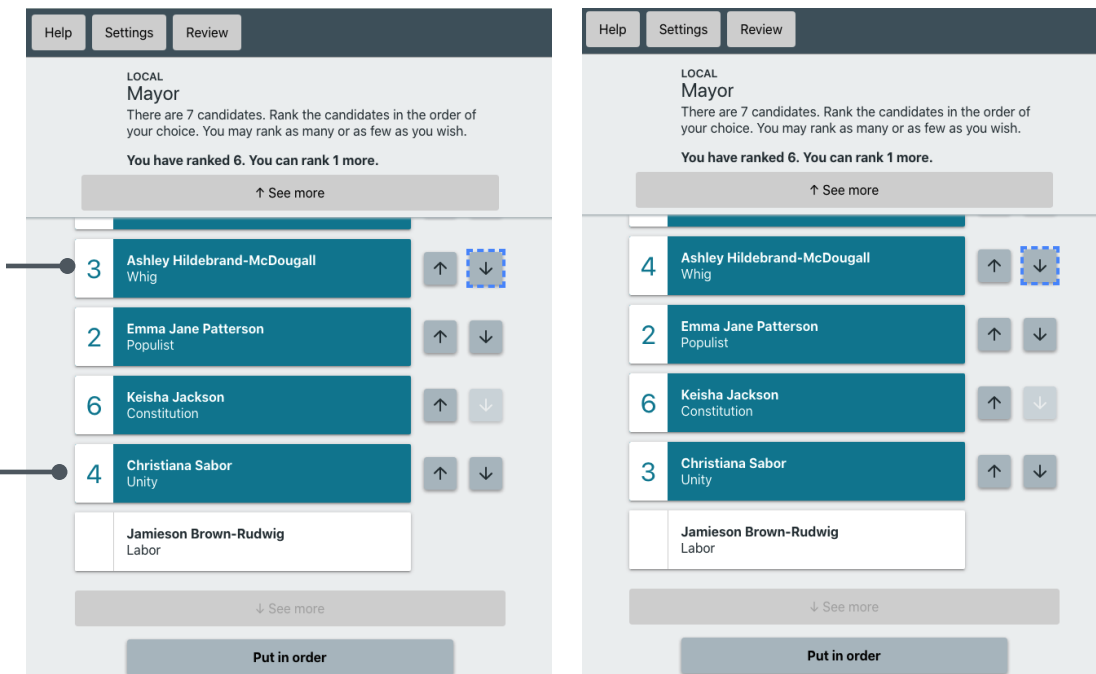 Help Settings Review
LOCAL
Mayor
There are 7 candidates. Rank the candidates in the order of
your choice. You may rank as many or as few as you wish.
You have ranked 6. You can rank 1 more.
↑ See more
3 Ashley Hildebrand-McDougall
Whig
↑ ↓
2 Emma Jane Patterson
Populist
↑ ↓
6 Keisha Jackson
Constitution
↑ ↓
4 Christiana Sabor
Unity
↑ ↓
Jamieson Brown-Rudwig
Labor
↓ See more
Put in order
Help Settings Review
LOCAL
Mayor
There are 7 candidates. Rank the candidates in the order of
your choice. You may rank as many or as few as you wish.
You have ranked 6. You can rank 1 more.
↑ See more
4 Ashley Hildebrand-McDougall
Whig
↑ ↓
2 Emma Jane Patterson
Populist
↑ ↓
6 Keisha Jackson
Constitution
↑ ↓
3 Christiana Sabor
Unity
↑ ↓
Jamieson Brown-Rudwig
Labor
↓ See more
Put in order